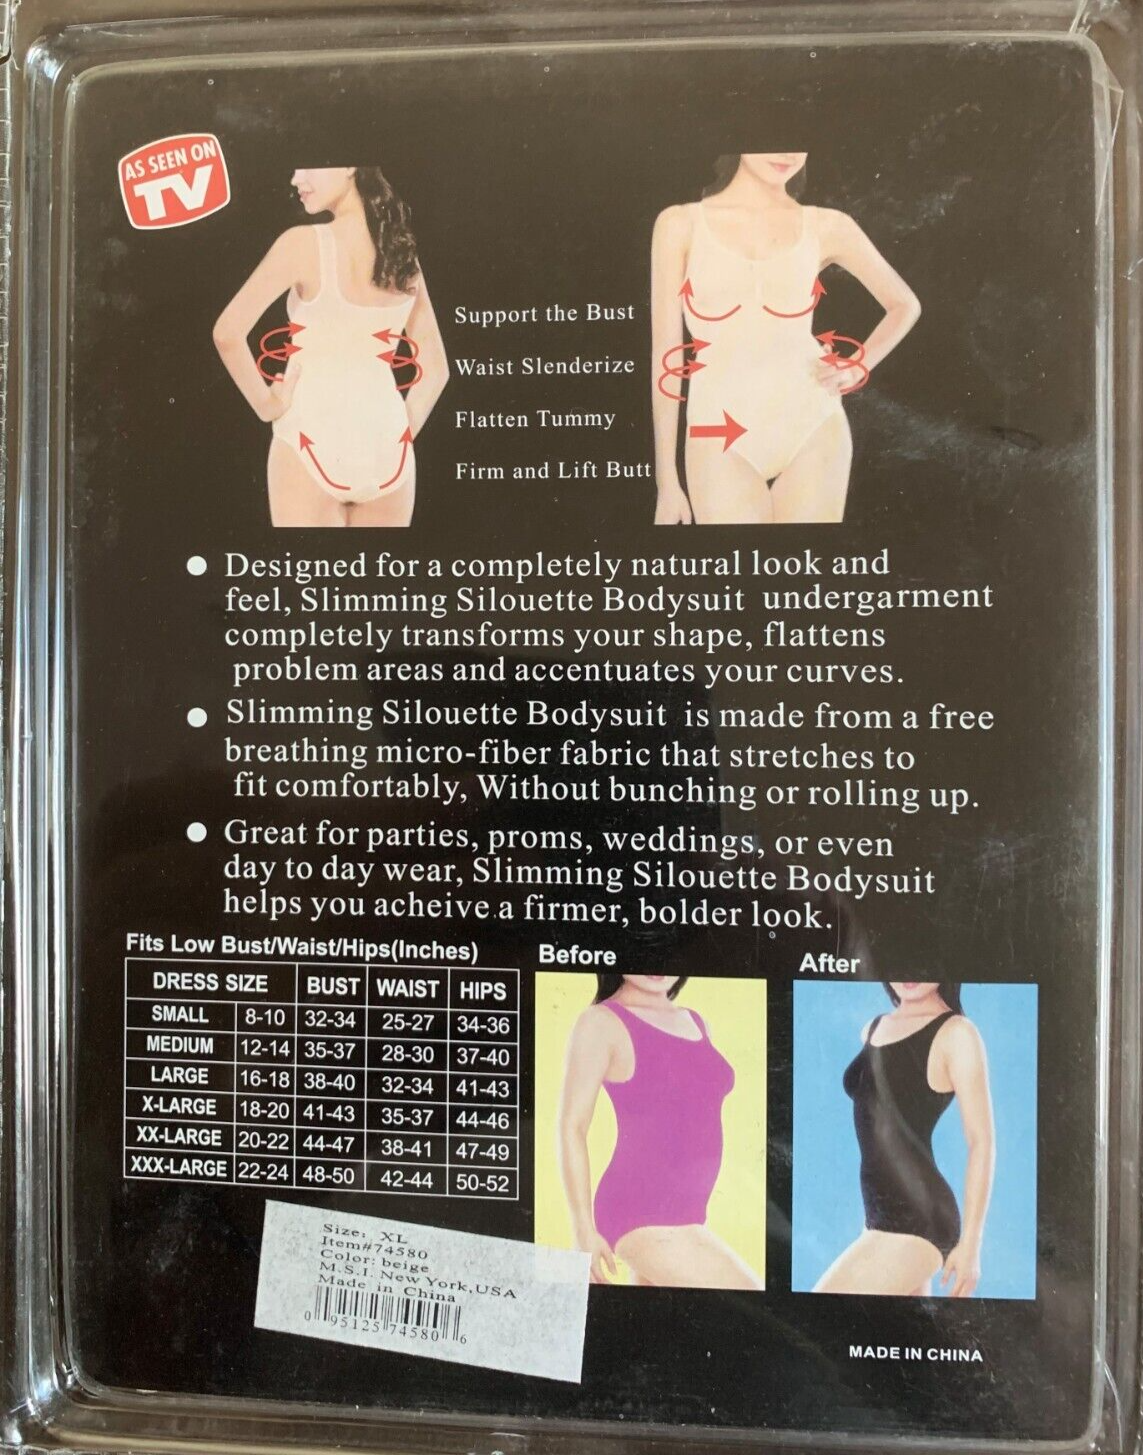 AS SEEN ON
TV
Support the Bust
Waist Slenderize
Flatten Tummy
Firm and Lift Butt
● Designed for a completely natural look and
feel, Slimming Silouette Bodysuit undergarment
completely transforms your shape, flattens
problem areas and accentuates your curves.
● Slimming Silouette Bodysuit is made from a free
breathing micro-fiber fabric that stretches to
fit comfortably, Without bunching or rolling up.
● Great for parties, proms, weddings, or even
day to day wear, Slimming Silouette Bodysuit
helps you acheive a firmer, bolder look.
Fits Low Bust/Waist/Hips(Inches)
DRESS SIZE BUST WAIST HIPS
SMALL 8-10 32-34 25-27 34-36
MEDIUM 12-14 35-37 28-30 37-40
LARGE 16-18 38-40 32-34 41-43
X-LARGE 18-20 41-43 35-37 44-46
XX-LARGE 20-22 44-47 38-41 47-49
XXX-LARGE 22-24 48-50 42-44 50-52
Before
After
Size: XL
Item#74580
Color: beige
M.S.I. New York,USA
Made in China
0 95125 74580 6
MADE IN CHINA